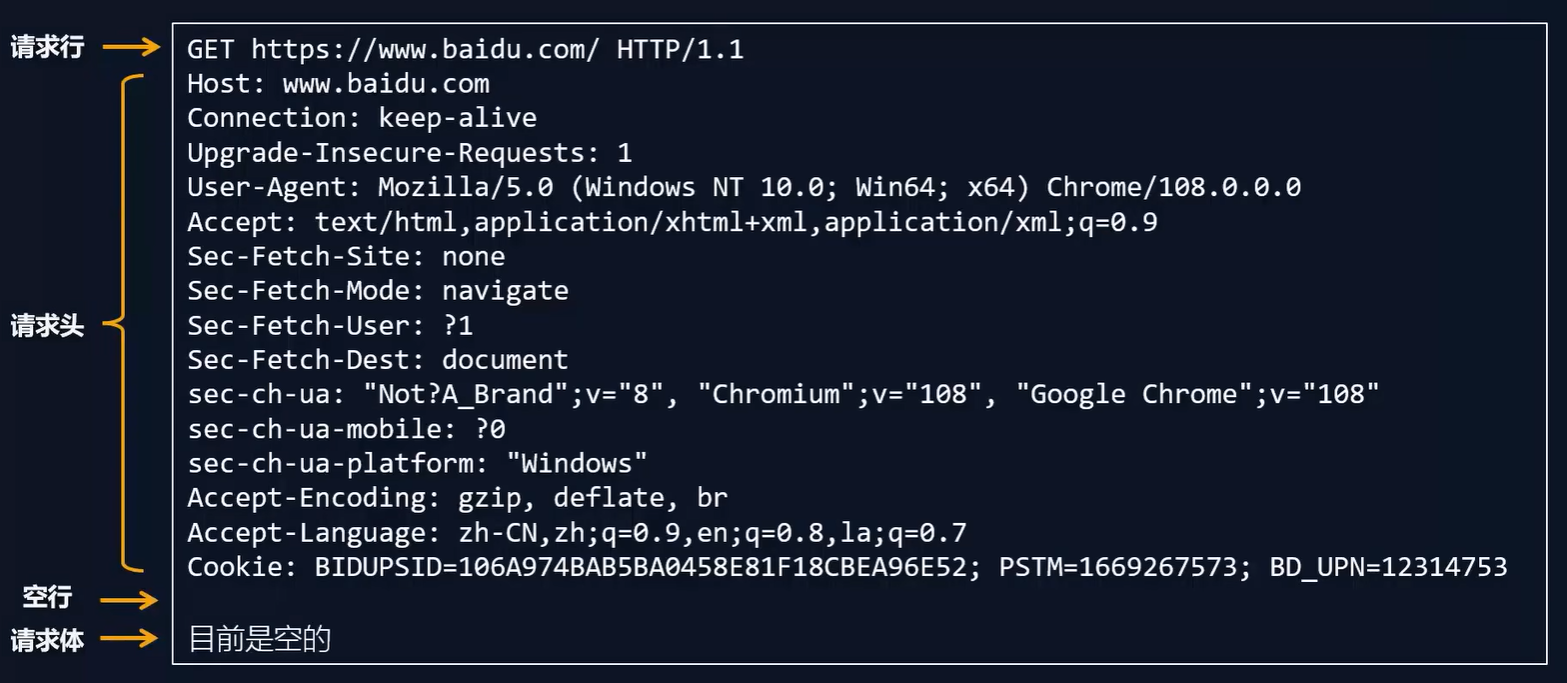 请求行
GET https://www.baidu.com/ HTTP/1.1
Host: www.baidu.com
Connection: keep-alive
Upgrade-Insecure-Requests: 1
User-Agent: Mozilla/5.0 (Windows NT 10.0; Win64; x64) Chrome/108.0.0.0
Accept: text/html,application/xhtml+xml,application/xml;q=0.9
Sec-Fetch-Site: none
Sec-Fetch-Mode: navigate
请求头
Sec-Fetch-User: ?1
Sec-Fetch-Dest: document
sec-ch-ua: "Not?A_Brand";v="8", "Chromium";v="108", "Google Chrome";v="108"
sec-ch-ua-mobile: ?0
sec-ch-ua-platform: "Windows"
Accept-Encoding: gzip, deflate, br
Accept-Language: zh-CN,zh;q=0.9,en;q=0.8,la;q=0.7
Cookie: BIDUPSID=106A974BAB5BA0458E81F18CBEA96E52; PSTM=1669267573; BD_UPN=12314753
空行
请求体
目前是空的